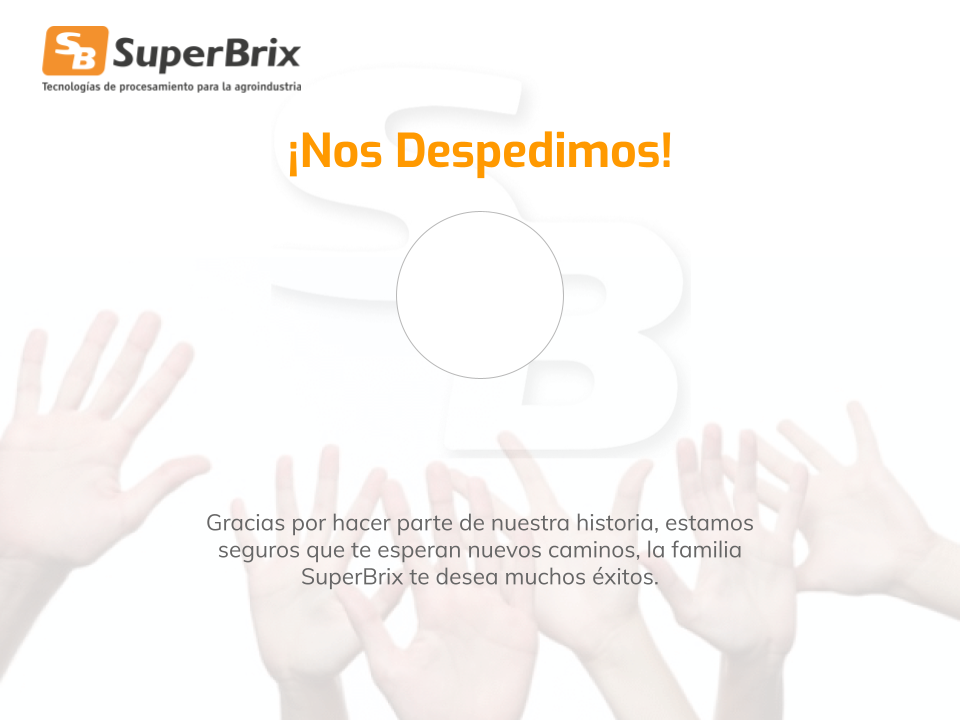 SB SuperBrix
Tecnologías de procesamiento para la agroindustria
¡Nos Despedimos!
SB
Gracias por hacer parte de nuestra historia, estamos
seguros que te esperan nuevos caminos, la familia
SuperBrix te desea muchos éxitos.